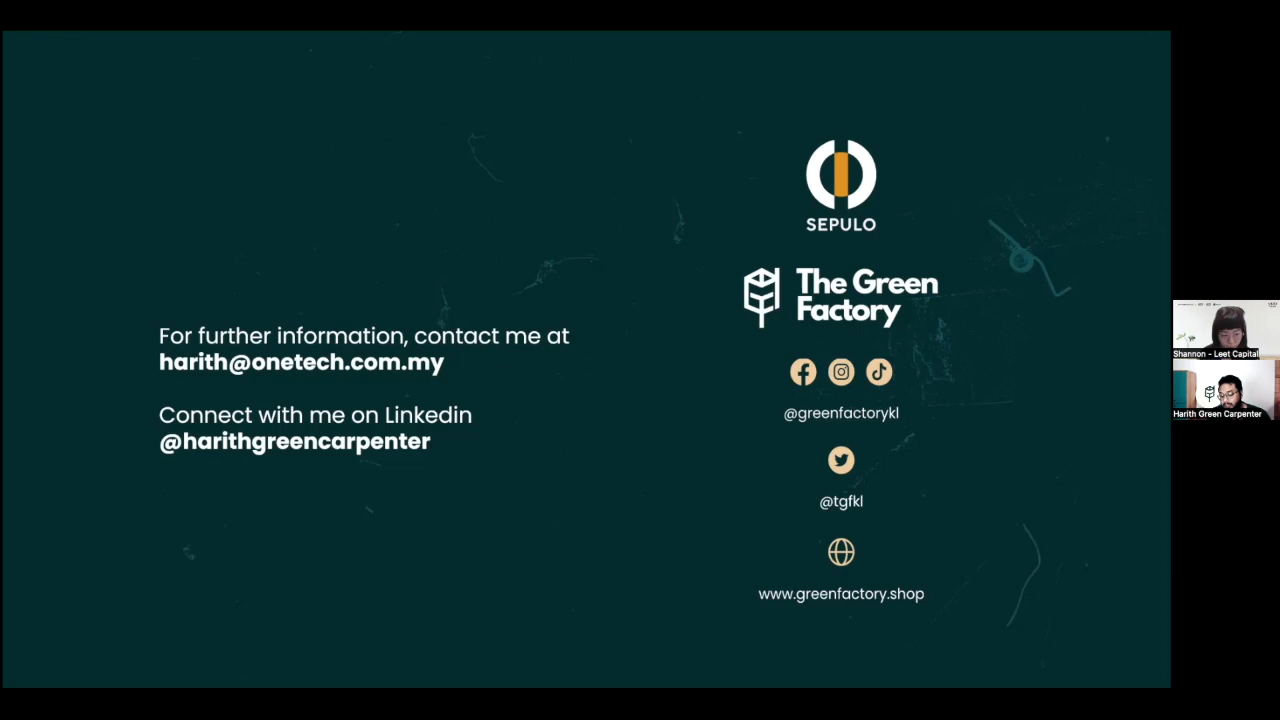 For further information, contact me at
harith@onetech.com.my
Connect with me on Linkedin
@harithgreencarpenter
SEPULO
The Green
Factory
@greenfactorykl
@tgfkl
www.greenfactory.shop
Shannon - Leet Capital
Harith Green Carpenter